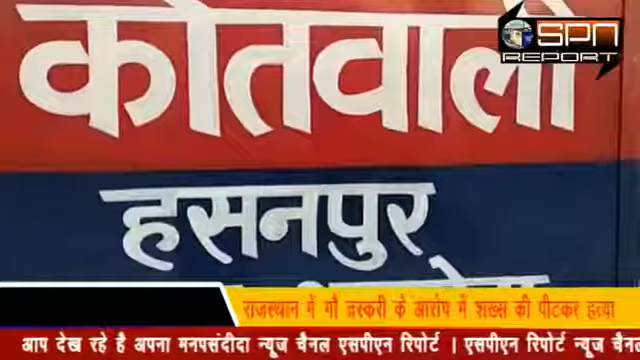 कोतवाली
SPN
REPORT
हसनपुर
राजस्थान में गौ तस्करी के आरोप में शख्स की पीटकर हत्या
आप देख रहे है अपना मनपसंदीदा न्यूज चैनल एसपीएन रिपोर्ट । एसपीएन रिपोर्ट न्यूज चैनल